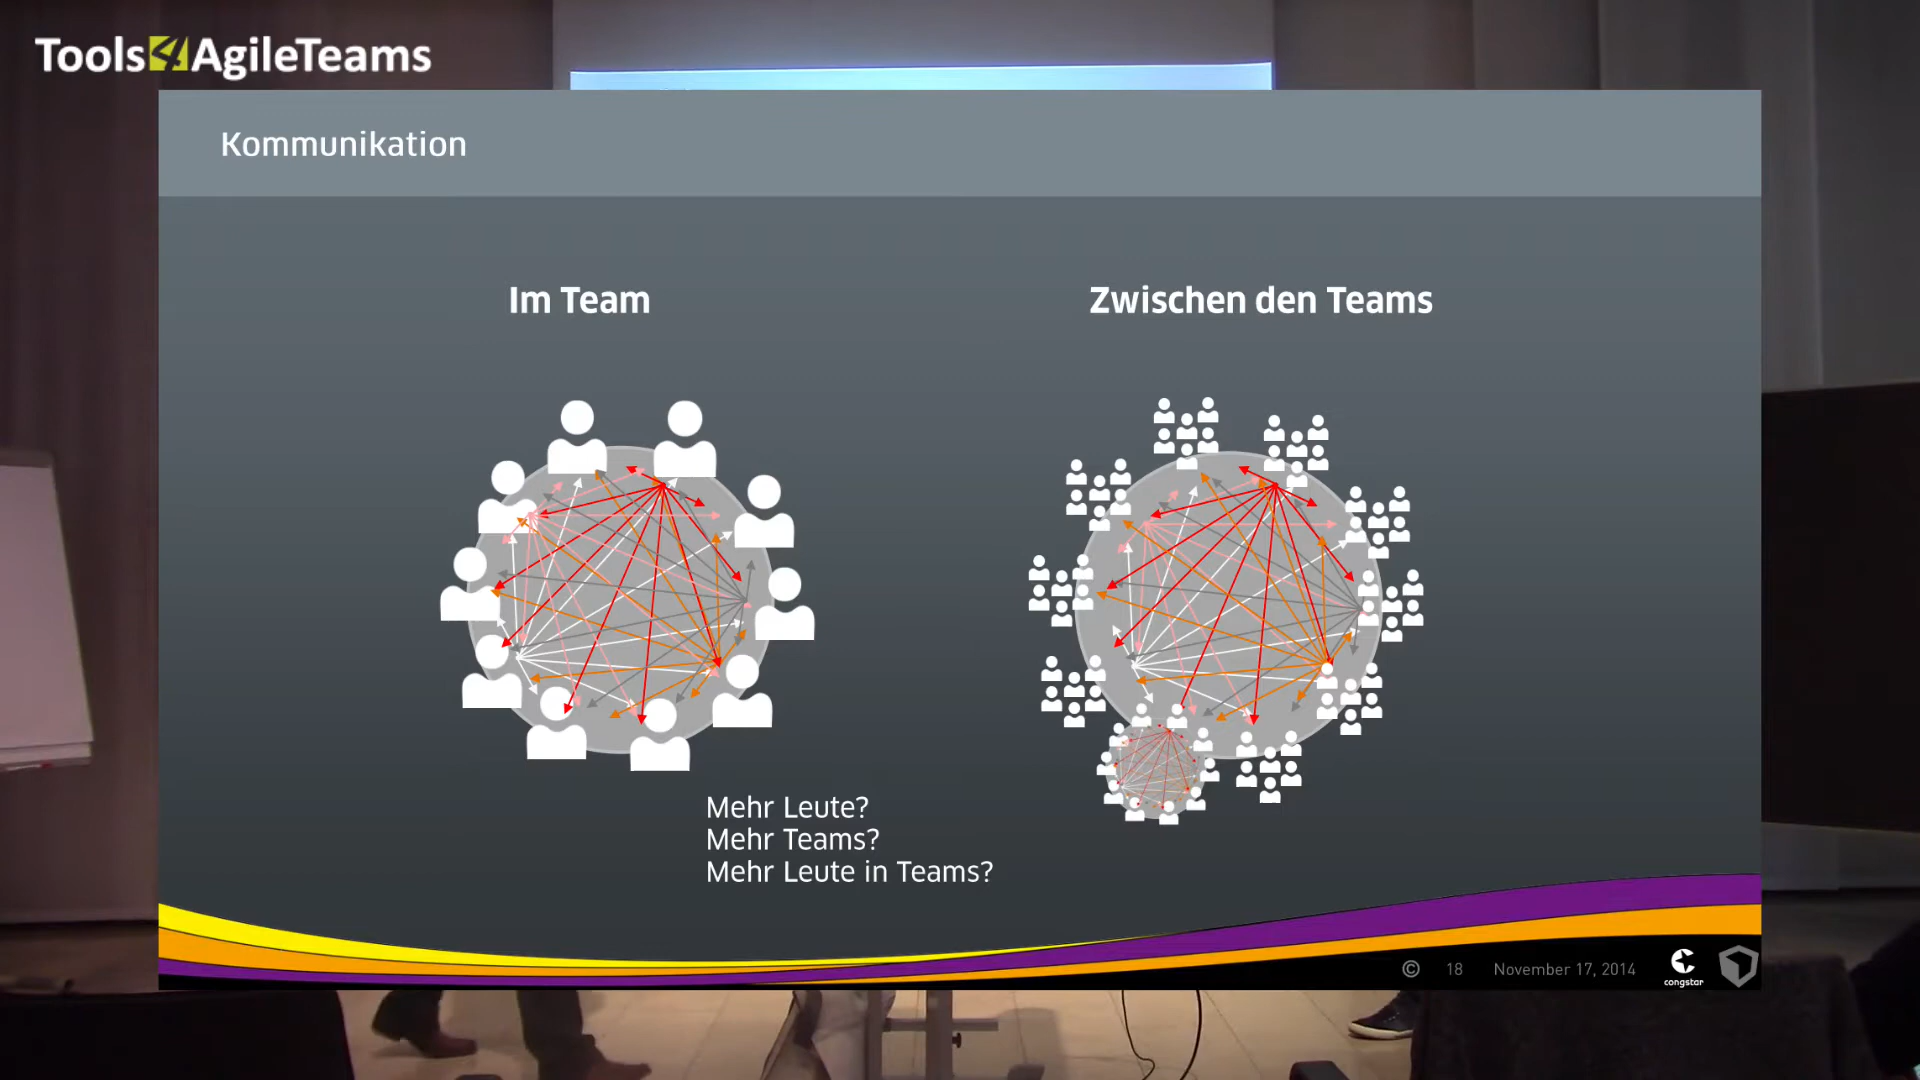 Tools4AgileTeams
Kommunikation
Im Team
Zwischen den Teams
Mehr Leute?
Mehr Teams?
Mehr Leute in Teams?
© 18 November 17, 2014
congstar